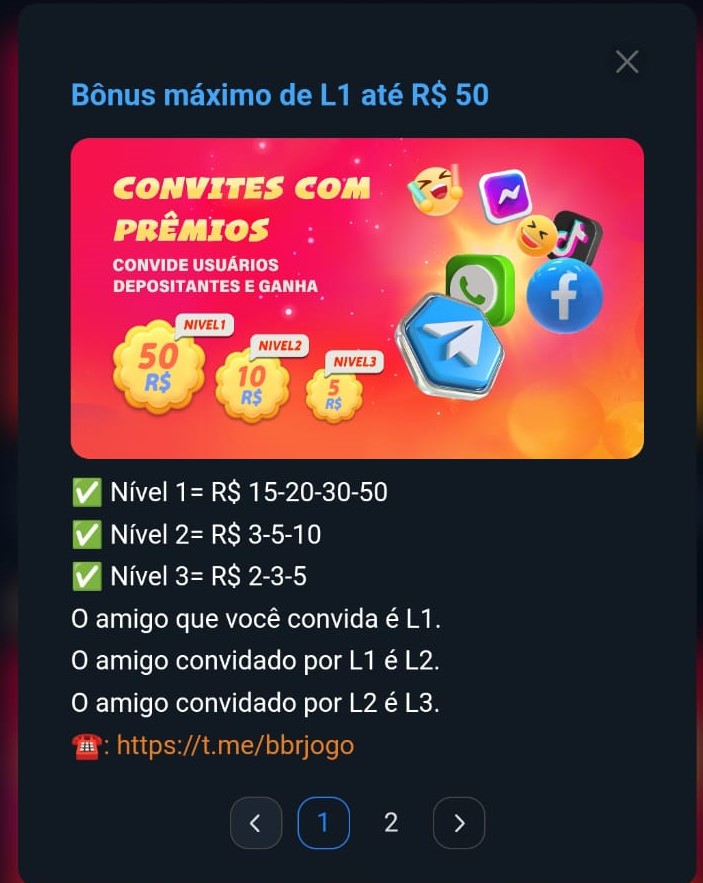 Bônus máximo de L1 até R$ 50
CONVITES COM
PRÊMIOS
CONVIDE USUÁRIOS
DEPOSITANTES E GANHA
NIVEL1
50
R$
NIVEL2
10
R$
NIVEL3
5
R$
✅ Nível 1= R$ 15-20-30-50
✅ Nível 2= R$ 3-5-10
✅ Nível 3= R$ 2-3-5
O amigo que você convida é L1.
O amigo convidado por L1 é L2.
O amigo convidado por L2 é L3.
☎️: https://t.me/bbrjogo
1 2